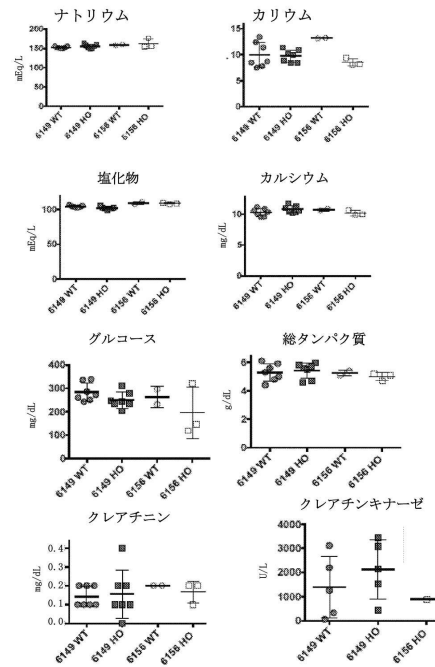 ナトリウム
mEq/L
200
150
100
50
0
6149 WT
6149 HO
6156 WT
6156 HO
カリウム
15
10
5
0
6149 WT
6149 HO
6156 WT
6156 HO
塩化物
mEq/L
100
50
0
6149 WT
6149 HO
6156 WT
6156 HO
カルシウム
mg/dL
10
5
0
6149 WT
6149 HO
6156 WT
6156 HO
グルコース
mg/dL
400
300
200
100
0
6149 WT
6149 HO
6156 WT
6156 HO
総タンパク質
g/dL
6
4
2
0
6149 WT
6149 HO
6156 WT
6156 HO
クレアチニン
mg/dL
0.4
0.3
0.2
0.1
0.0
6149 WT
6149 HO
6156 WT
6156 HO
クレアチンキナーゼ
U/L
4000
3000
2000
1000
0
6149 WT
6149 HO
6156 HO